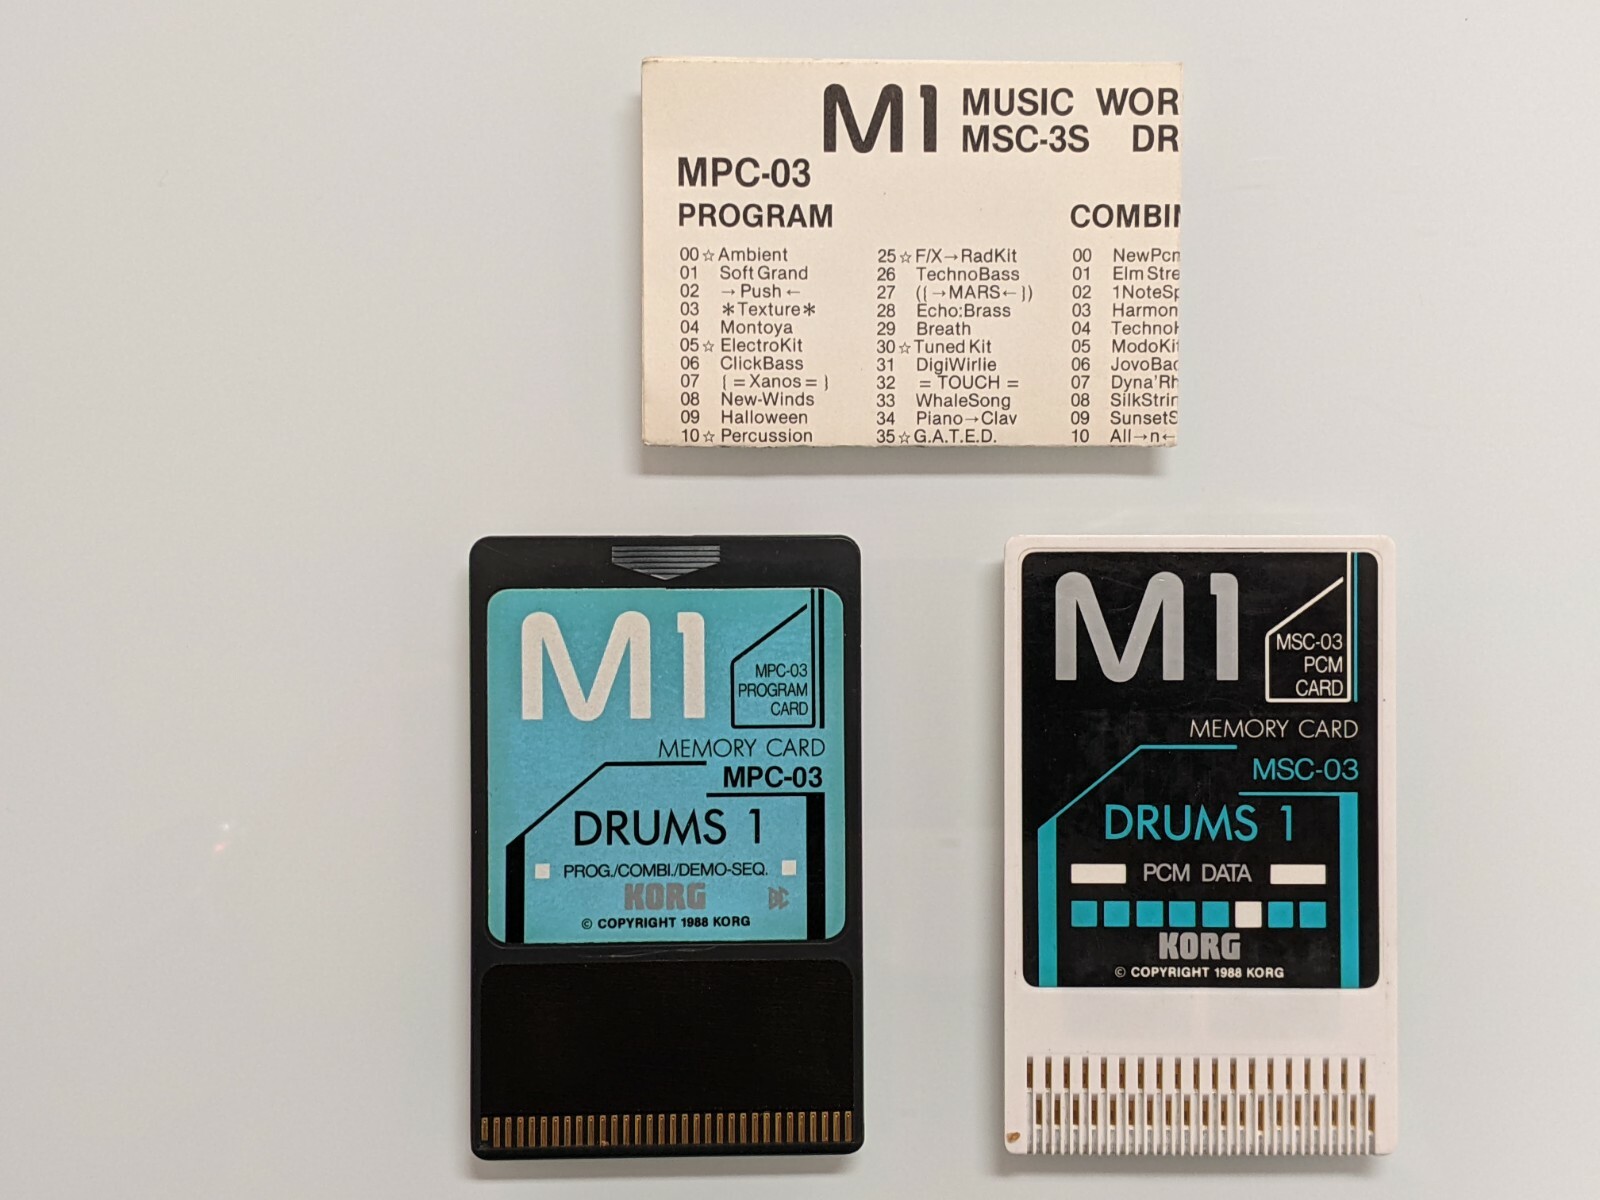 M1 MUSIC WOR
MSC-3S DR
MPC-03
PROGRAM
00☆Ambient
01 Soft Grand
02 →Push←
03 ＊Texture＊
04 Montoya
05☆ElectroKit
06 ClickBass
07 {=Xanos=}
08 New-Winds
09 Halloween
10☆Percussion
25☆F/X→RadKit
26 TechnoBass
27 ({→MARS←})
28 Echo:Brass
29 Breath
30☆Tuned Kit
31 DigiWirlie
32 =TOUCH=
33 WhaleSong
34 Piano→Clav
35☆G.A.T.E.D.
COMBIN
00 NewPcm
01 Elm Stre
02 1NoteSp
03 Harmon
04 Techno
05 ModoKit
06 JovoBac
07 Dyna'Rh
08 SilkStrin
09 SunsetS
10 All→n←
M1
MPC-03
PROGRAM
CARD
MEMORY CARD
MPC-03
DRUMS 1
PROG./COMBI./DEMO-SEQ.
KORG
© COPYRIGHT 1988 KORG
M1
MSC-03
PCM
CARD
MEMORY CARD
MSC-03
DRUMS 1
PCM DATA
KORG
© COPYRIGHT 1988 KORG